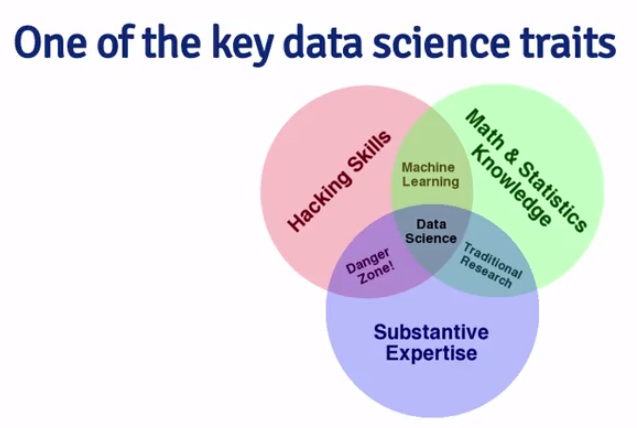 One of the key data science traits
Hacking Skills
Math & Statistics
Knowledge
Machine
Learning
Data
Science
Danger
Zone!
Traditional
Research
Substantive
Expertise